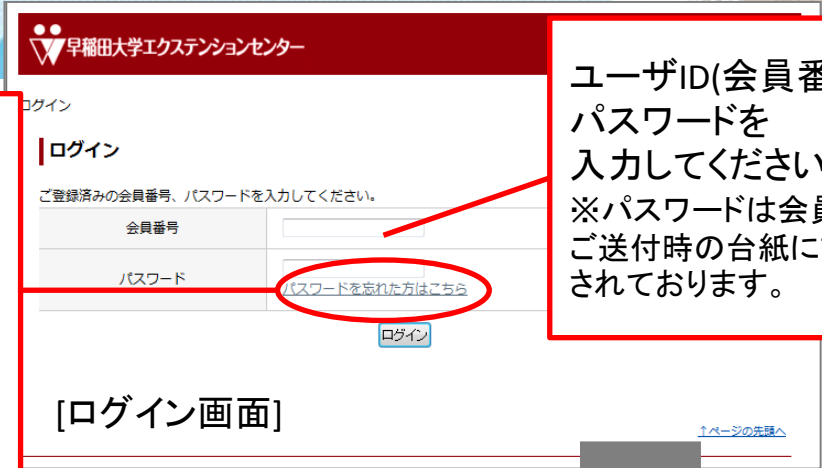 早稲田大学エクステンションセンター
ログイン
ログイン
ご登録済みの会員番号、パスワードを入力してください。
会員番号
パスワード
パスワードを忘れた方はこちら
ログイン
[ログイン画面]
↑ページの先頭へ
ユーザID(会員番
パスワードを
入力してください
※パスワードは会
ご送付時の台紙に
されております。